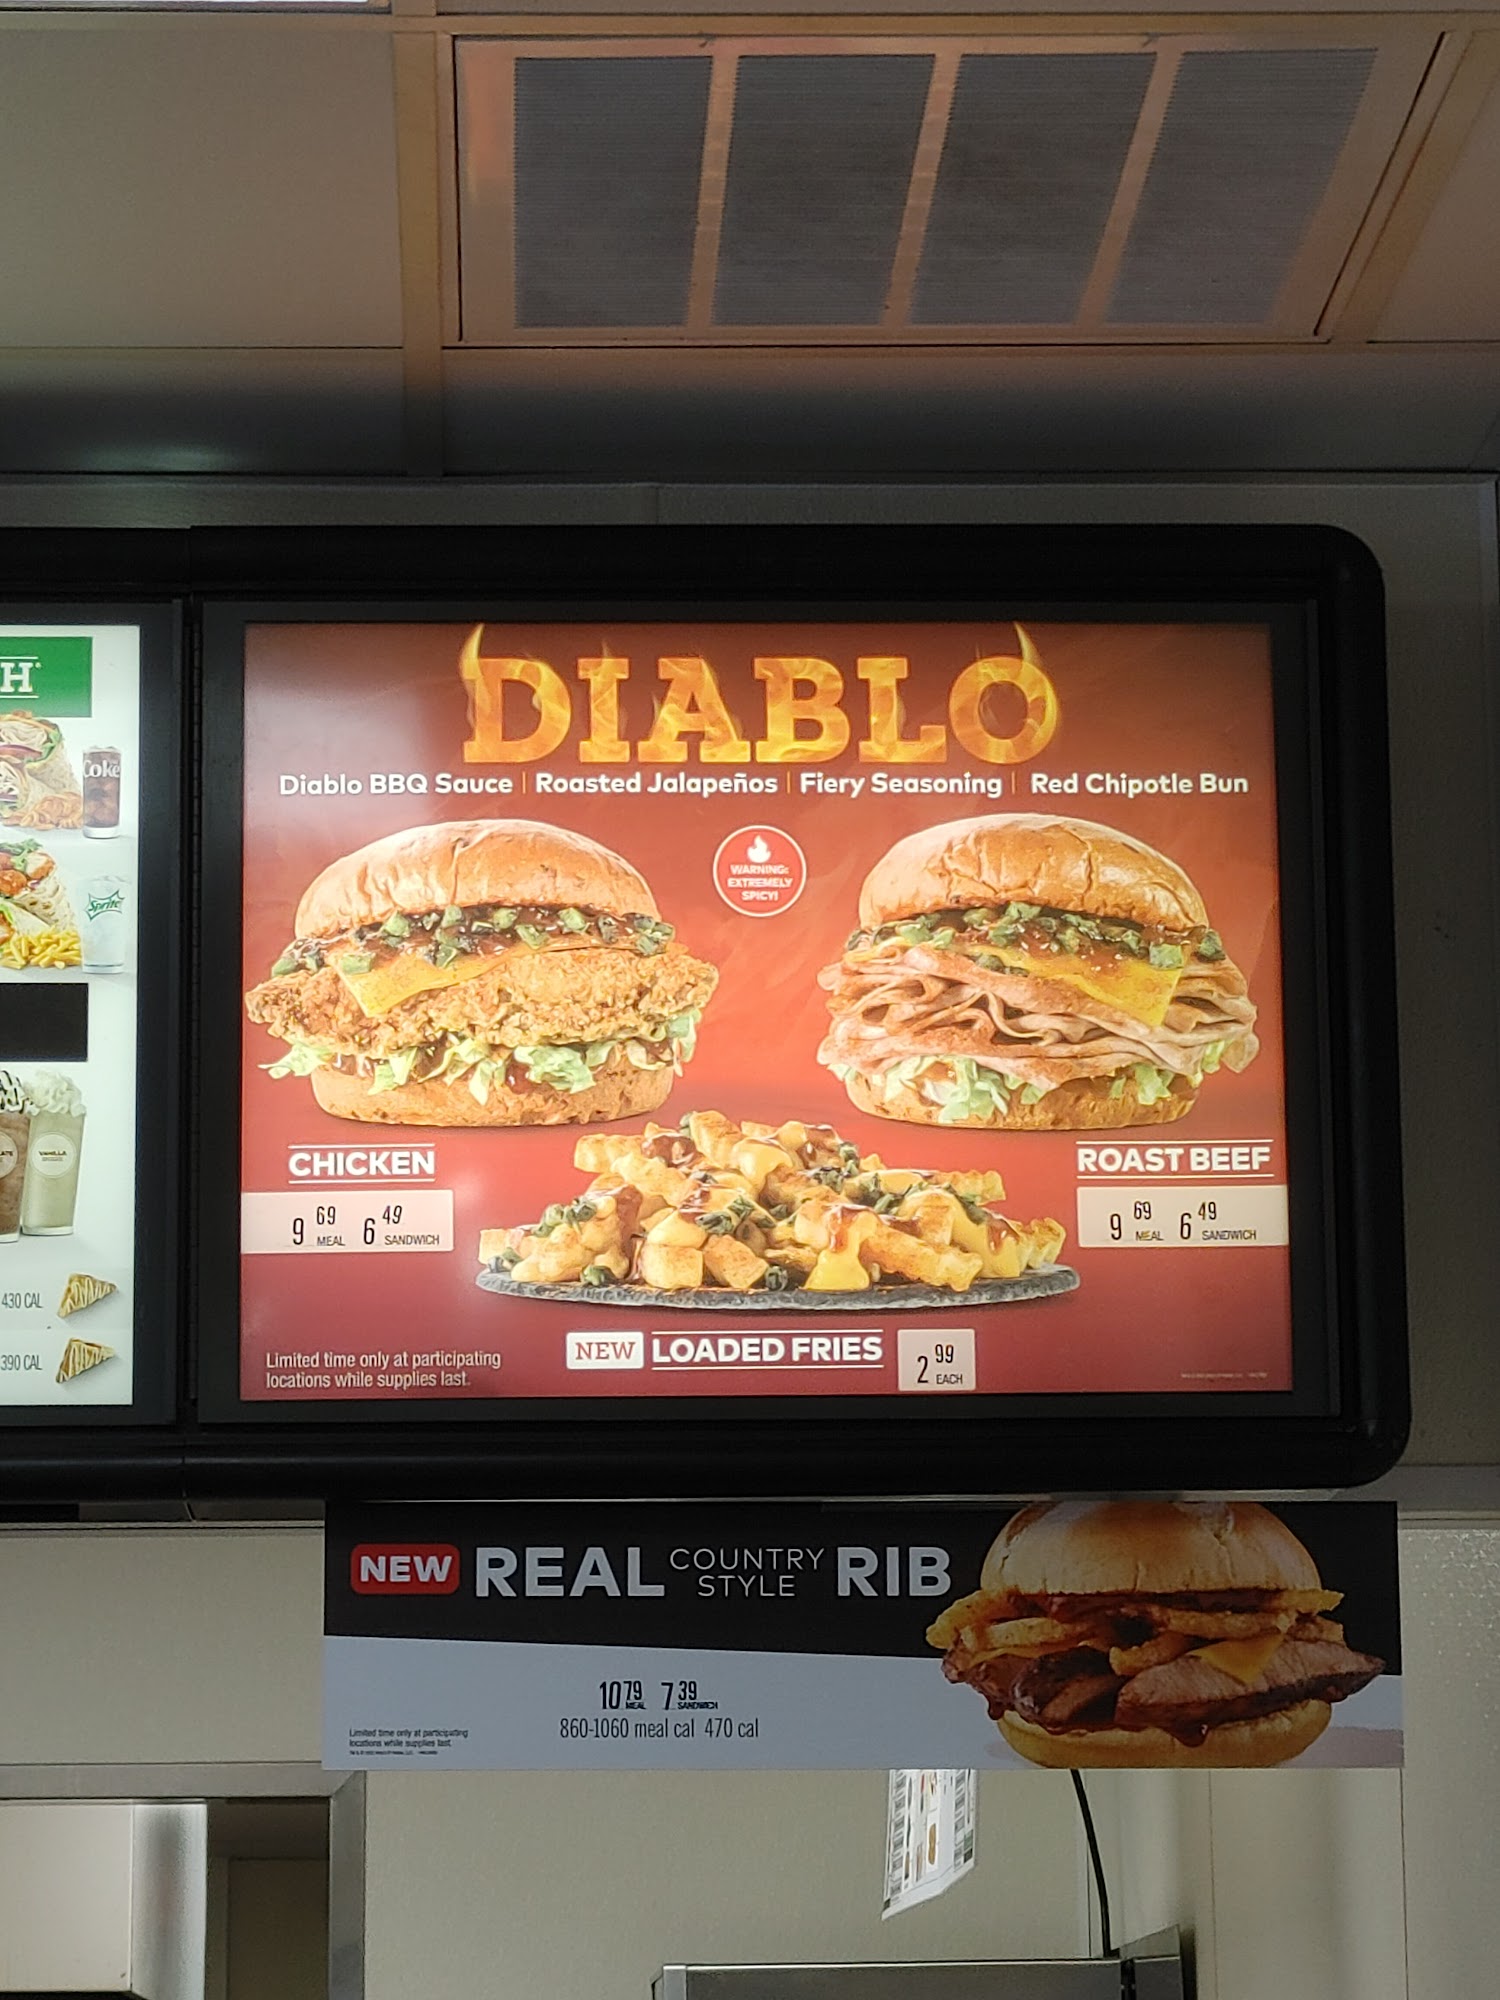 H
Coke
Sprite
VANILLA
430 CAL
390 CAL
DIABLO
Diablo BBQ Sauce | Roasted Jalapeños | Fiery Seasoning | Red Chipotle Bun
WARNING:
EXTREMELY
SPICY!
CHICKEN
9 69 MEAL 6 49 SANDWICH
ROAST BEEF
9 69 MEAL 6 49 SANDWICH
NEW LOADED FRIES 2 99 EACH
Limited time only at participating
locations while supplies last.
NEW REAL COUNTRY STYLE RIB
10 79 MEAL 7 39 SANDWICH
860-1060 meal cal 470 cal
Limited time only at participating
locations while supplies last.